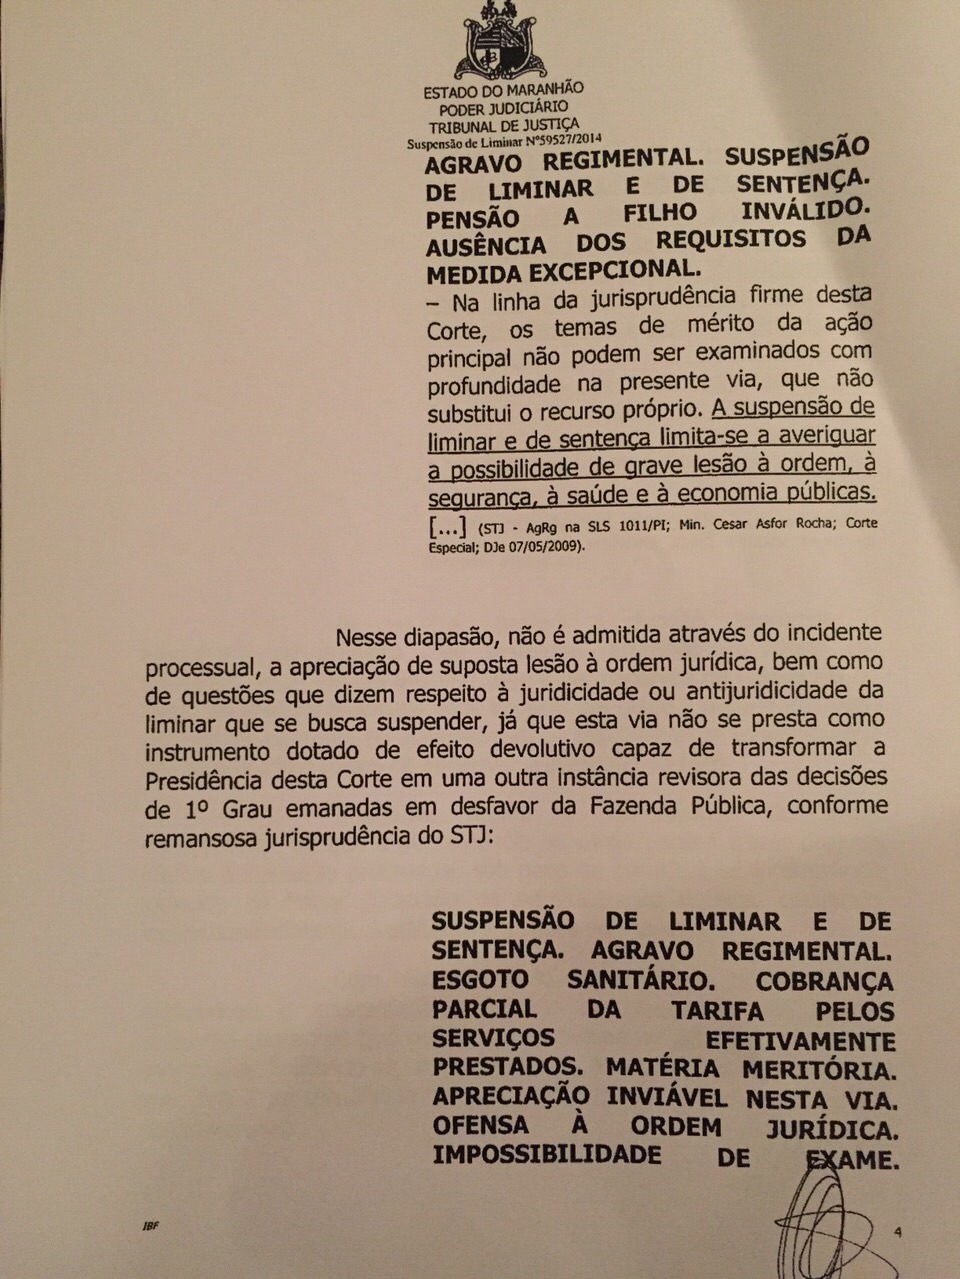 ESTADO DO MARANHÃO
PODER JUDICIÁRIO
TRIBUNAL DE JUSTIÇA
Suspensão de Liminar Nº59527/2014
AGRAVO REGIMENTAL. SUSPENSÃO
DE LIMINAR E DE SENTENÇA.
PENSÃO A FILHO INVÁLIDO.
AUSÊNCIA DOS REQUISITOS DA
MEDIDA EXCEPCIONAL.
– Na linha da jurisprudência firme desta
Corte, os temas de mérito da ação
principal não podem ser examinados com
profundidade na presente via, que não
substitui o recurso próprio. A suspensão de
liminar e de sentença limita-se a averiguar
a possibilidade de grave lesão à ordem, à
segurança, à saúde e à economia públicas.
[...] (STJ - AgRg na SLS 1011/PI; Min. Cesar Asfor Rocha; Corte
Especial; DJe 07/05/2009).
Nesse diapasão, não é admitida através do incidente
processual, a apreciação de suposta lesão à ordem jurídica, bem como
de questões que dizem respeito à juridicidade ou antijuridicidade da
liminar que se busca suspender, já que esta via não se presta como
instrumento dotado de efeito devolutivo capaz de transformar a
Presidência desta Corte em uma outra instância revisora das decisões
de 1º Grau emanadas em desfavor da Fazenda Pública, conforme
remansosa jurisprudência do STJ:
SUSPENSÃO DE LIMINAR E DE
SENTENÇA. AGRAVO REGIMENTAL.
ESGOTO SANITÁRIO. COBRANÇA
PARCIAL DA TARIFA PELOS
SERVIÇOS EFETIVAMENTE
PRESTADOS. MATÉRIA MERITÓRIA.
APRECIAÇÃO INVIÁVEL NESTA VIA.
OFENSA À ORDEM JURÍDICA.
IMPOSSIBILIDADE DE EXAME.
IBF
4